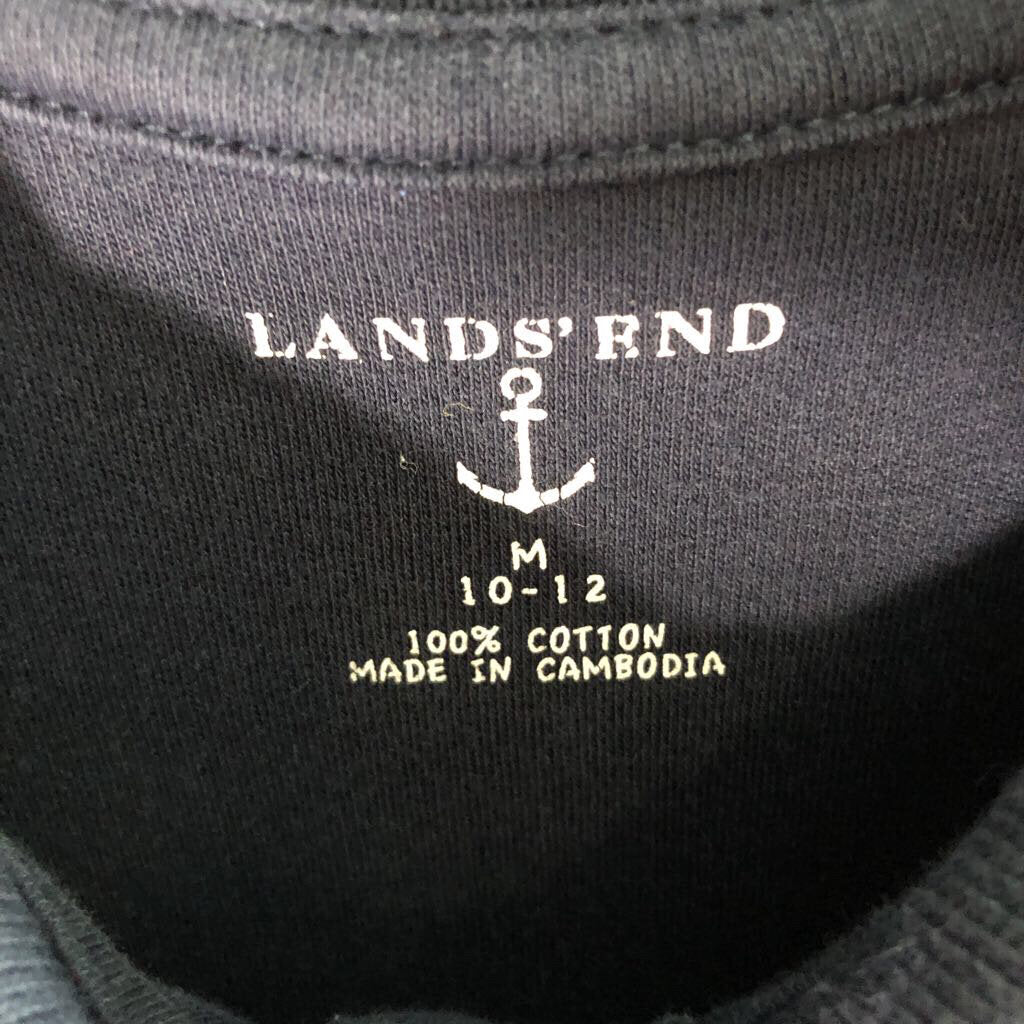 LANDS' END
M
10-12
100% COTTON
MADE IN CAMBODIA